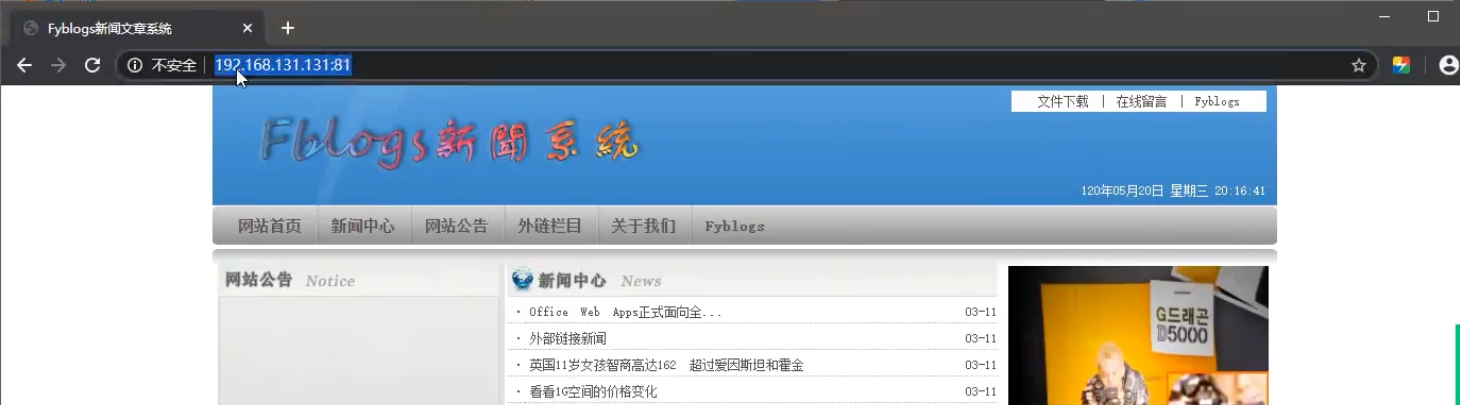 Fyblogs新闻文章系统
不安全 192.168.131.131:81
文件下载 | 在线留言 | Fyblogs
Fblogs新聞系統
120年05月20日 星期三 20:16:41
网站首页 新闻中心 网站公告 外链栏目 关于我们 Fyblogs
网站公告 Notice
新闻中心 News
· Office Web Apps正式面向全... 03-11
· 外部链接新闻 03-11
· 英国11岁女孩智商高达162 超过爱因斯坦和霍金 03-11
· 看看1G空间的价格变化 03-11
G드래곤
D5000